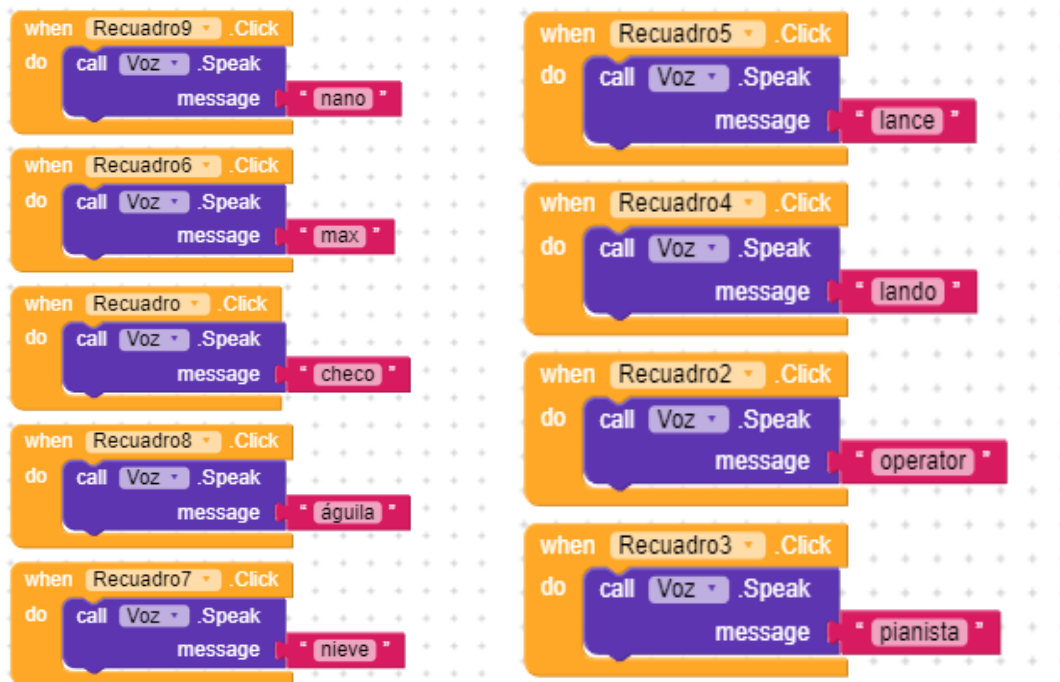 when Recuadro9 .Click
do call Voz .Speak
message " nano "
when Recuadro6 .Click
do call Voz .Speak
message " max "
when Recuadro .Click
do call Voz .Speak
message " checo "
when Recuadro8 .Click
do call Voz .Speak
message " águila "
when Recuadro7 .Click
do call Voz .Speak
message " nieve "
when Recuadro5 .Click
do call Voz .Speak
message " lance "
when Recuadro4 .Click
do call Voz .Speak
message " lando "
when Recuadro2 .Click
do call Voz .Speak
message " operator "
when Recuadro3 .Click
do call Voz .Speak
message " pianista "